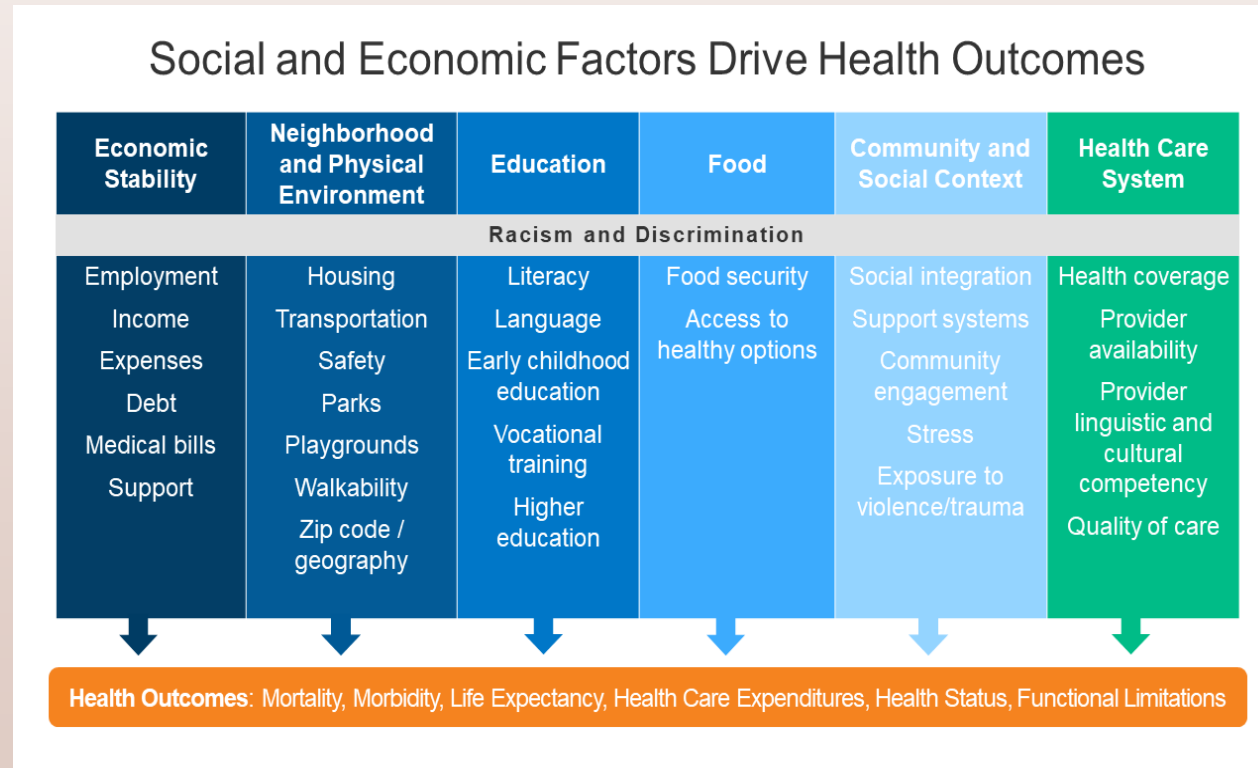 Social and Economic Factors Drive Health Outcomes
Economic
Stability
Neighborhood
and Physical
Environment
Education
Food
Community and
Social Context
Health Care
System
Racism and Discrimination
Employment
Income
Expenses
Debt
Medical bills
Support
Housing
Transportation
Safety
Parks
Playgrounds
Walkability
Zip code /
geography
Literacy
Language
Early childhood
education
Vocational
training
Higher
education
Food security
Access to
healthy options
Social integration
Support systems
Community
engagement
Stress
Exposure to
violence/trauma
Health coverage
Provider
availability
Provider
linguistic and
cultural
competency
Quality of care
Health Outcomes: Mortality, Morbidity, Life Expectancy, Health Care Expenditures, Health Status, Functional Limitations